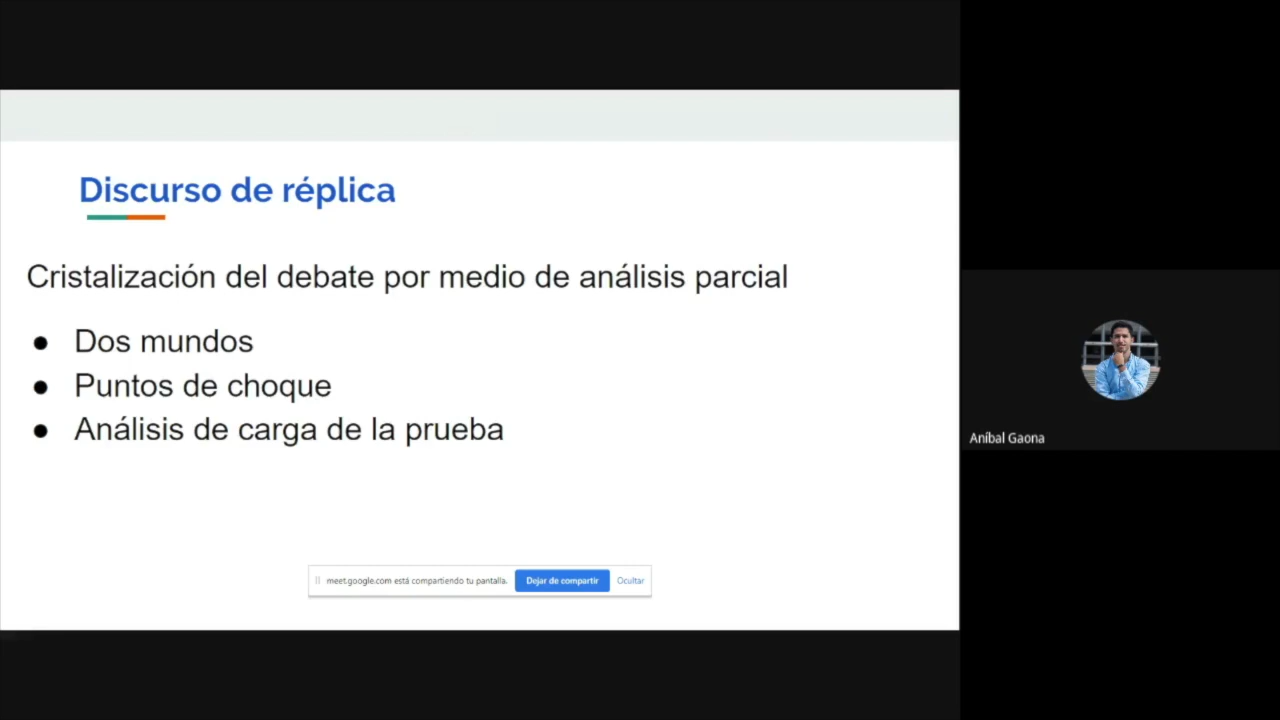 Discurso de réplica
Cristalización del debate por medio de análisis parcial
● Dos mundos
● Puntos de choque
● Análisis de carga de la prueba
meet.google.com está compartiendo tu pantalla.
Dejar de compartir
Ocultar
Aníbal Gaona